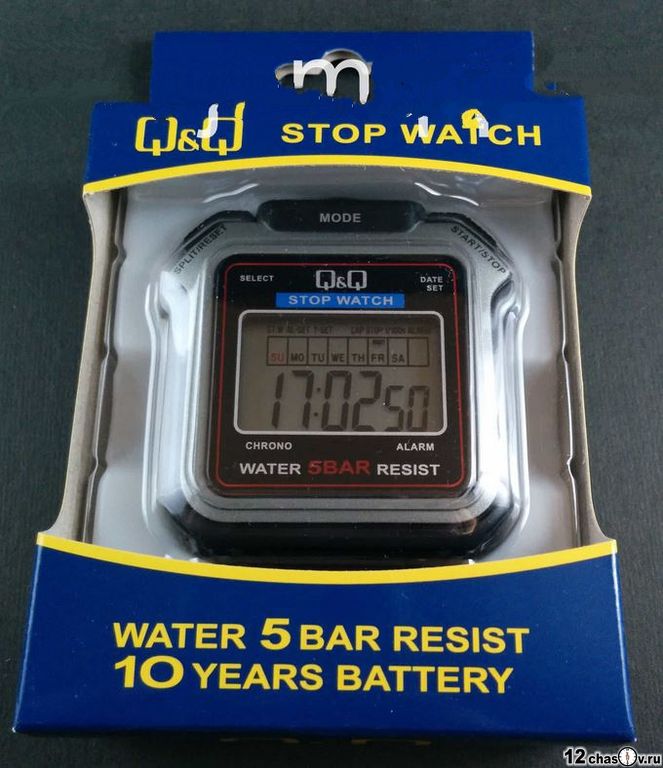 m
Q&Q STOP WATCH
MODE
SPLIT/RESET START/STOP
SELECT Q&Q DATE SET
STOP WATCH
SU MO TU WE TH FR SA
17:02 50
CHRONO ALARM
WATER 5BAR RESIST
WATER 5 BAR RESIST
10 YEARS BATTERY
12chasov.ru